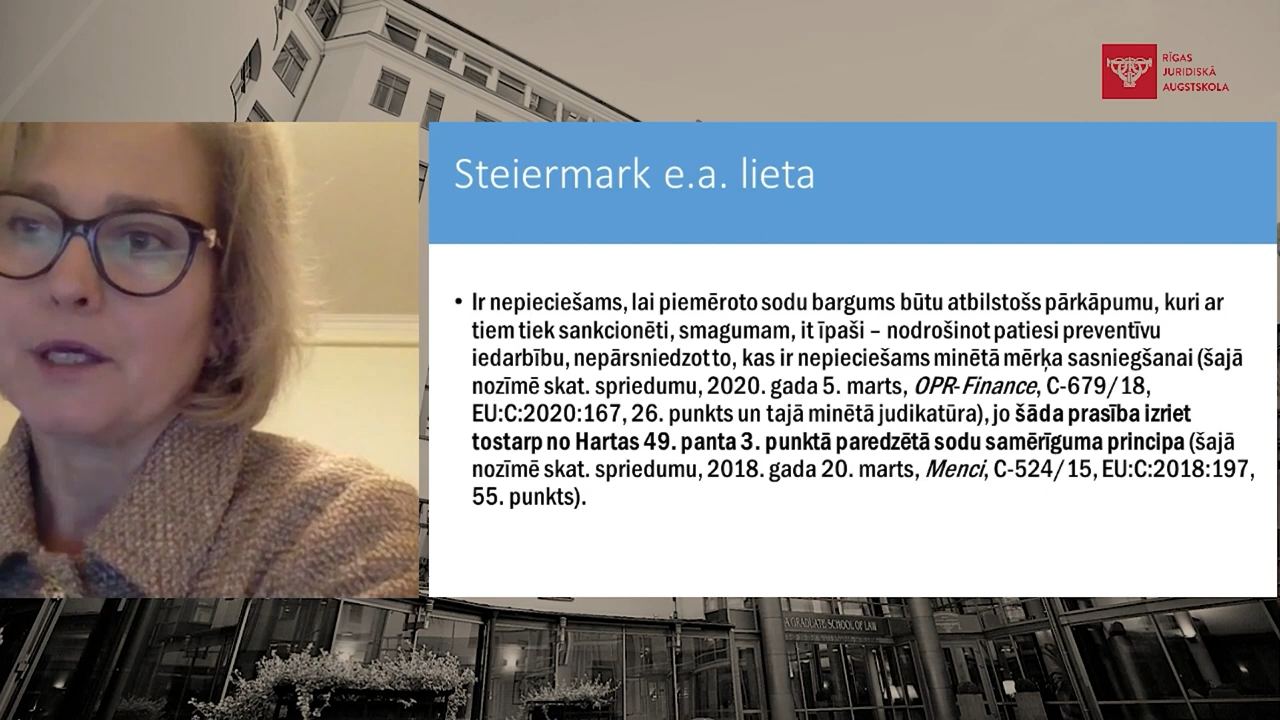 RĪGAS
JURIDISKĀ
AUGSTSKOLA
Steiermark e.a. lieta
• Ir nepieciešams, lai piemēroto sodu bargums būtu atbilstošs pārkāpumu, kuri ar
tiem tiek sankcionēti, smagumam, it īpaši – nodrošinot patiesi preventīvu
iedarbību, nepārsniedzot to, kas ir nepieciešams minētā mērķa sasniegšanai (šajā
nozīmē skat. spriedumu, 2020. gada 5. marts, OPR-Finance, C-679/18,
EU:C:2020:167, 26. punkts un tajā minētā judikatūra), jo šāda prasība izriet
tostarp no Hartas 49. panta 3. punktā paredzētā sodu samērīguma principa (šajā
nozīmē skat. spriedumu, 2018. gada 20. marts, Menci, C-524/15, EU:C:2018:197,
55. punkts).
A GRADUATE SCHOOL OF LAW